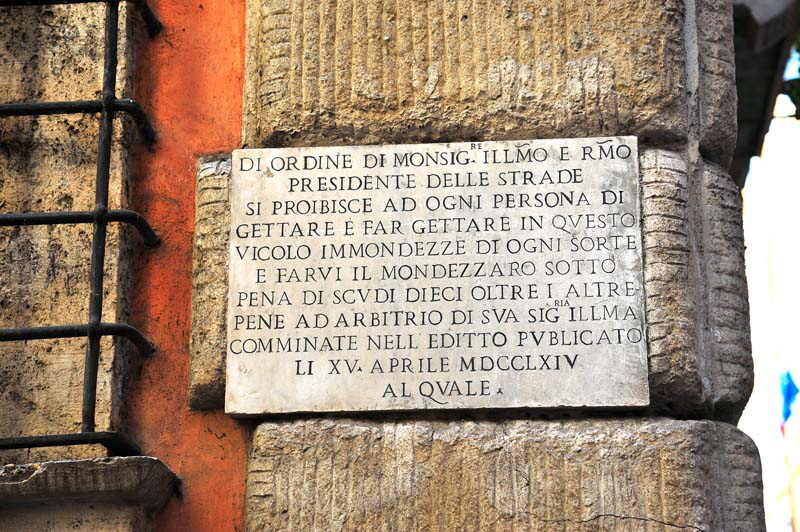 DI ORDINE DI MONSIG.RE ILLMO E RMO
PRESIDENTE DELLE STRADE
SI PROIBISCE AD OGNI PERSONA DI
GETTARE E FAR GETTARE IN QVESTO
VICOLO IMMONDEZZE DI OGNI SORTE
E FARVI IL MONDEZZARO SOTTO
PENA DI SCVDI DIECI OLTRE I ALTRE
PENE AD ARBITRIO DI SVA SIGRIA ILLMA
COMMINATE NELL EDITTO PVBLICATO
LI XV. APRILE MDCCLXIV
AL QVALE.